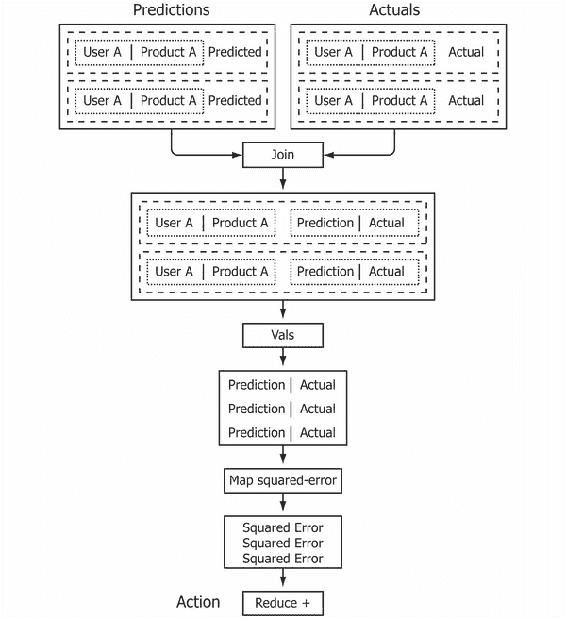 Predictions
Actuals
User A | Product A Predicted
User A | Product A Predicted
User A | Product A Actual
User A | Product A Actual
Join
User A | Product A Prediction | Actual
User A | Product A Prediction | Actual
Vals
Prediction | Actual
Prediction | Actual
Prediction | Actual
Map squared-error
Squared Error
Squared Error
Squared Error
Action
Reduce +